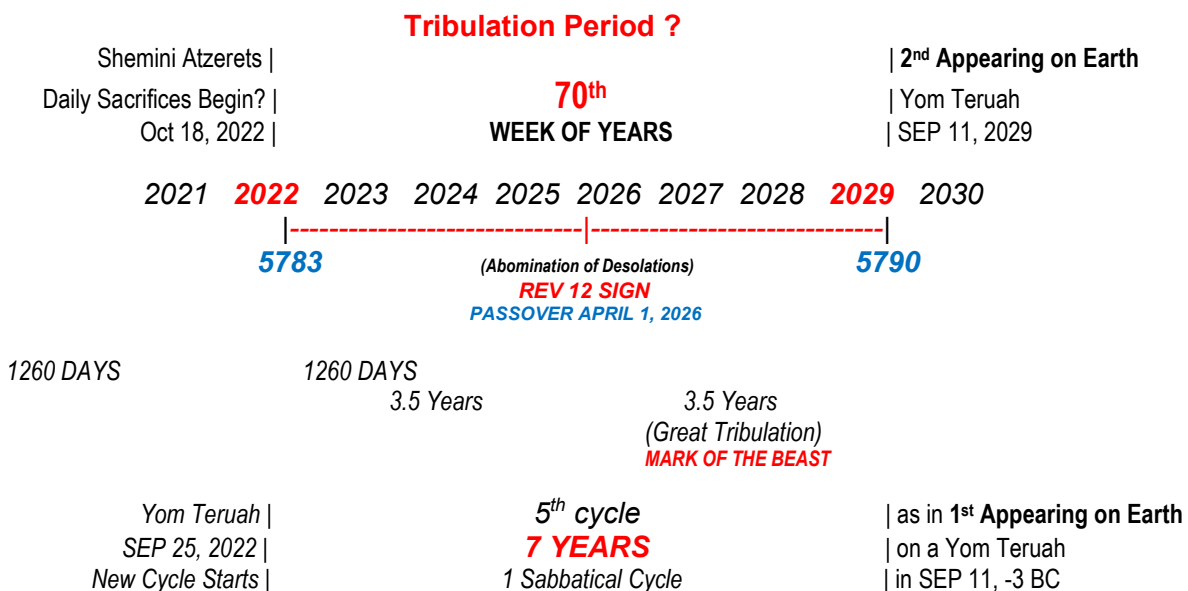 Tribulation Period ?
Shemini Atzerets | | 2nd Appearing on Earth
Daily Sacrifices Begin? | 70th | Yom Teruah
Oct 18, 2022 | WEEK OF YEARS | SEP 11, 2029
2021 2022 2023 2024 2025 2026 2027 2028 2029 2030
|-----------------------------|----------------------------|
5783 (Abomination of Desolations) 5790
REV 12 SIGN
PASSOVER APRIL 1, 2026
1260 DAYS 1260 DAYS
3.5 Years 3.5 Years
(Great Tribulation)
MARK OF THE BEAST
Yom Teruah | 5th cycle | as in 1st Appearing on Earth
SEP 25, 2022 | 7 YEARS | on a Yom Teruah
New Cycle Starts | 1 Sabbatical Cycle | in SEP 11, -3 BC